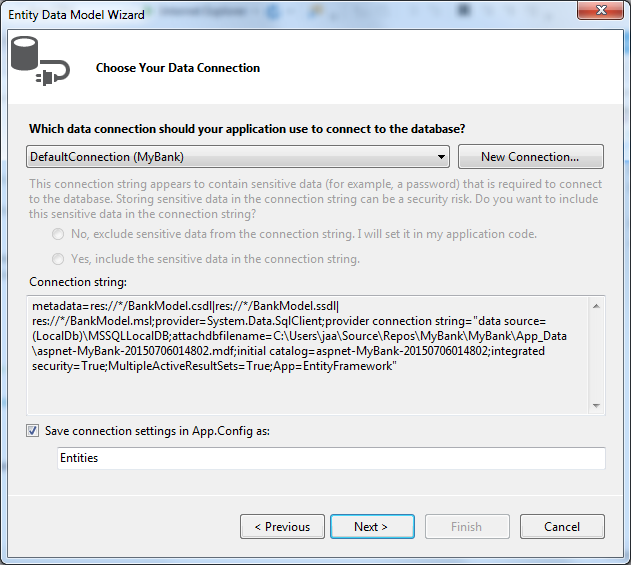 Entity Data Model Wizard
Choose Your Data Connection
Which data connection should your application use to connect to the database?
DefaultConnection (MyBank)
New Connection...
This connection string appears to contain sensitive data (for example, a password) that is required to connect
to the database. Storing sensitive data in the connection string can be a security risk. Do you want to include
this sensitive data in the connection string?
No, exclude sensitive data from the connection string. I will set it in my application code.
Yes, include the sensitive data in the connection string.
Connection string:
metadata=res://*/BankModel.csdl|res://*/BankModel.ssdl|
res://*/BankModel.msl;provider=System.Data.SqlClient;provider connection string="data source=
(LocalDb)\MSSQLLocalDB;attachdbfilename=C:\Users\jaa\Source\Repos\MyBank\MyBank\App_Data
\aspnet-MyBank-20150706014802.mdf;initial catalog=aspnet-MyBank-20150706014802;integrated
security=True;MultipleActiveResultSets=True;App=EntityFramework"
Save connection settings in App.Config as:
Entities
< Previous
Next >
Finish
Cancel